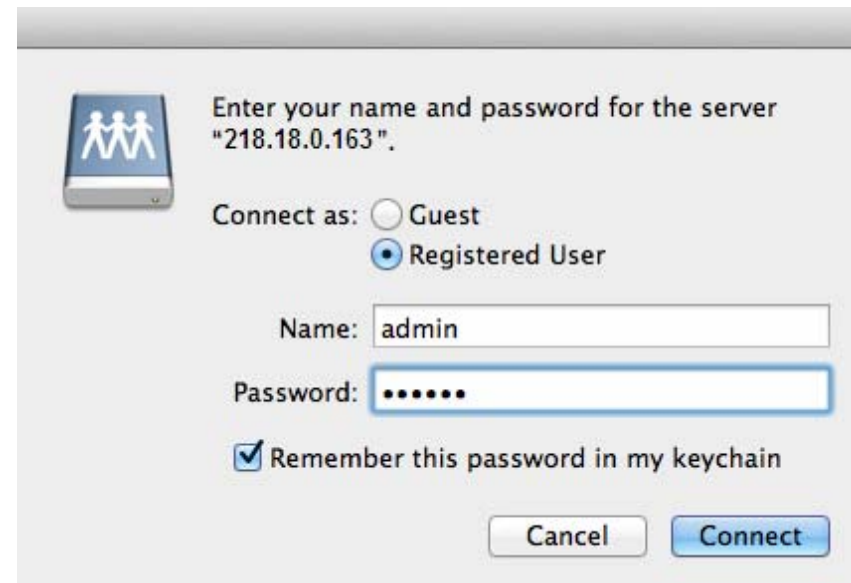 Enter your name and password for the server
"218.18.0.163".
Connect as: Guest
Registered User
Name: admin
Password: ••••••
Remember this password in my keychain
Cancel Connect